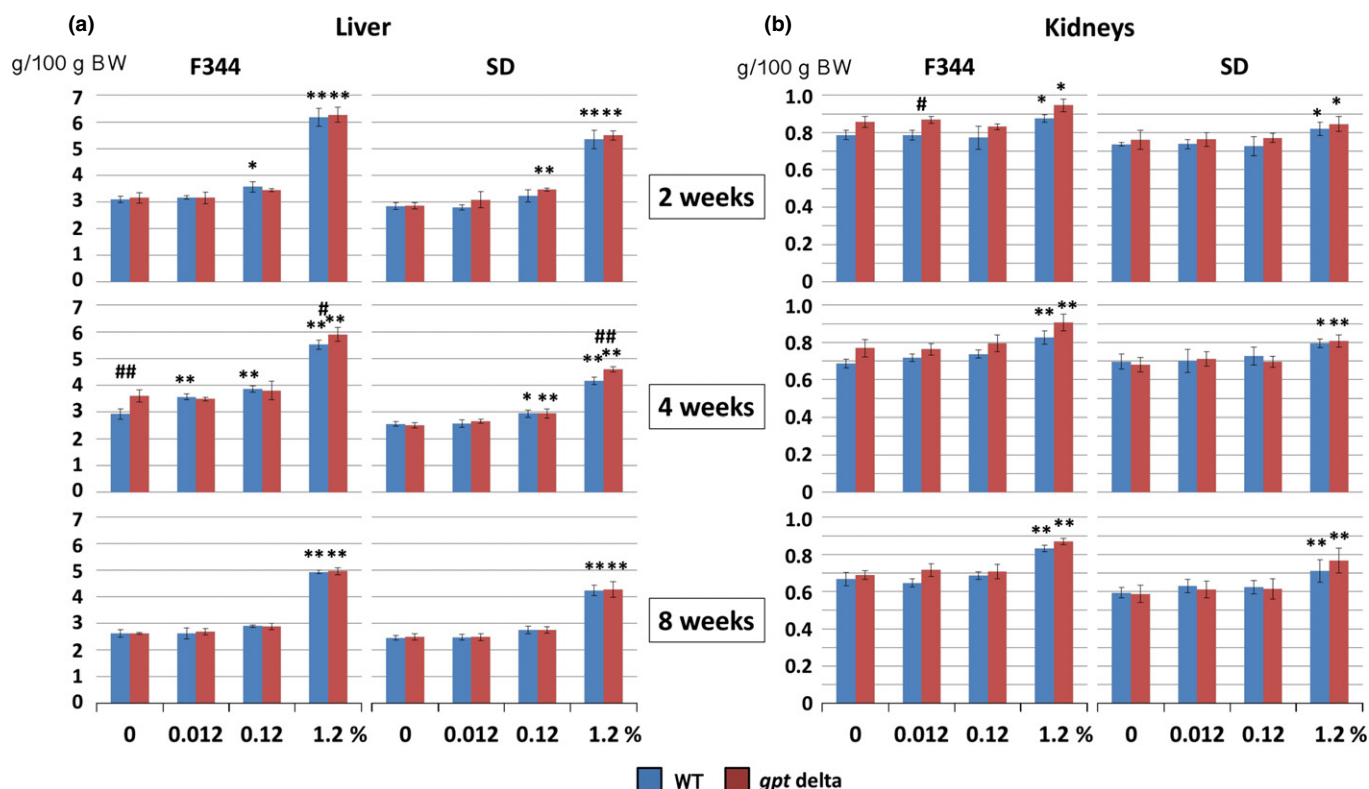 (a) Liver
g/100 g BW F344 SD
7
6
5
4
3
2
1
0
**** **** * **
2 weeks
7
6
5
4
3
2
1
0
## ** ** # ** ** * ** ## ** **
4 weeks
7
6
5
4
3
2
1
0
**** ****
8 weeks
0 0.012 0.12 1.2 % 0 0.012 0.12 1.2 %
(b) Kidneys
g/100 g BW F344 SD
1.0
0.8
0.6
0.4
0.2
0
# * * * *
1.0
0.8
0.6
0.4
0.2
0
** ** * **
1.0
0.8
0.6
0.4
0.2
0
** ** ** **
0 0.012 0.12 1.2 % 0 0.012 0.12 1.2 %
WT gpt delta